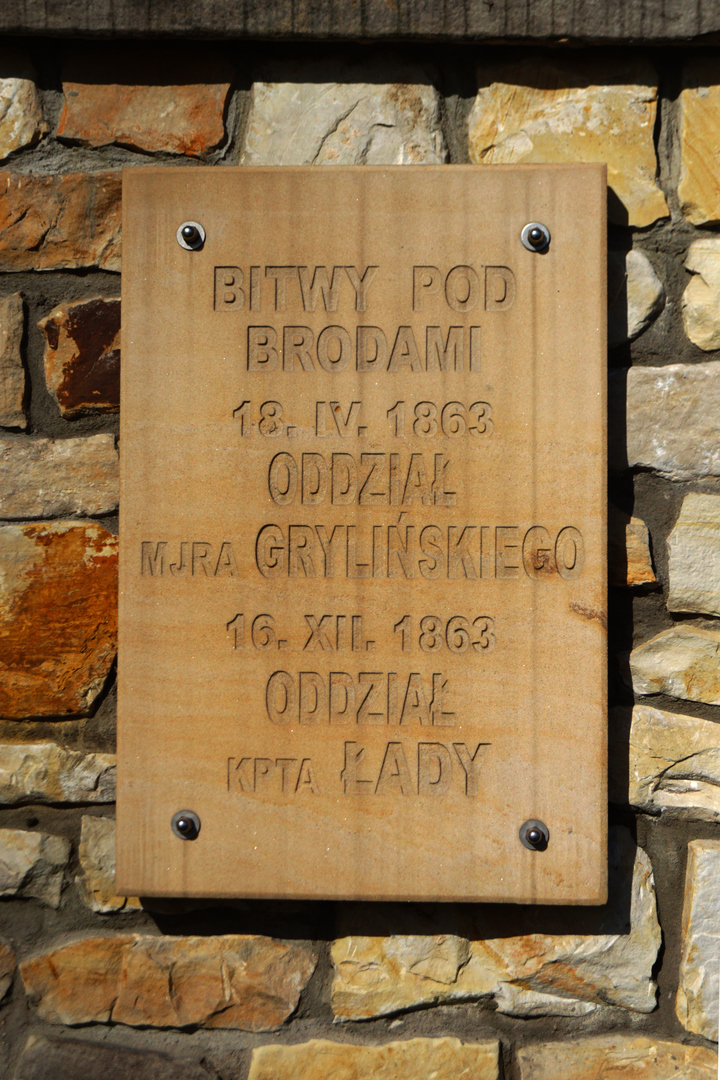 BITWY POD
BRODAMI
18. IV. 1863
ODDZIAŁ
MJRA GRYLIŃSKIEGO
16. XII. 1863
ODDZIAŁ
KPTA ŁADY